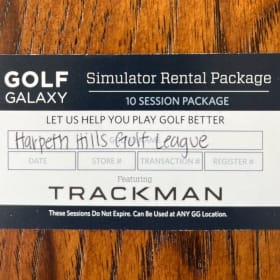 GOLF
GALAXY
Simulator Rental Package
10 SESSION PACKAGE
LET US HELP YOU PLAY GOLF BETTER
Harpeth Hills Golf League
DATE
STORE #
TRANSACTION #
REGISTER #
Featuring
TRACKMAN
These Sessions Do Not Expire. Can Be Used at ANY GG Location.